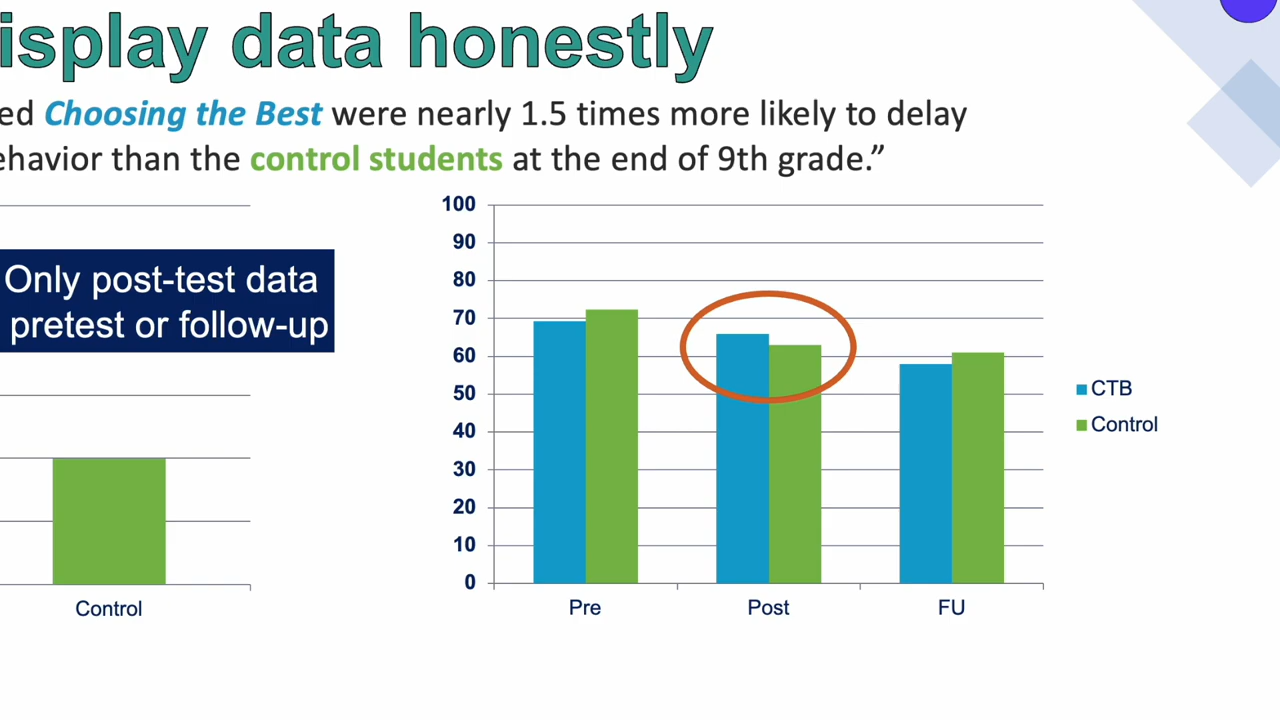 isplay data honestly
ed Choosing the Best were nearly 1.5 times more likely to delay
ehavior than the control students at the end of 9th grade.”
Only post-test data
pretest or follow-up
Control
100
90
80
70
60
50
40
30
20
10
0
Pre Post FU
CTB
Control